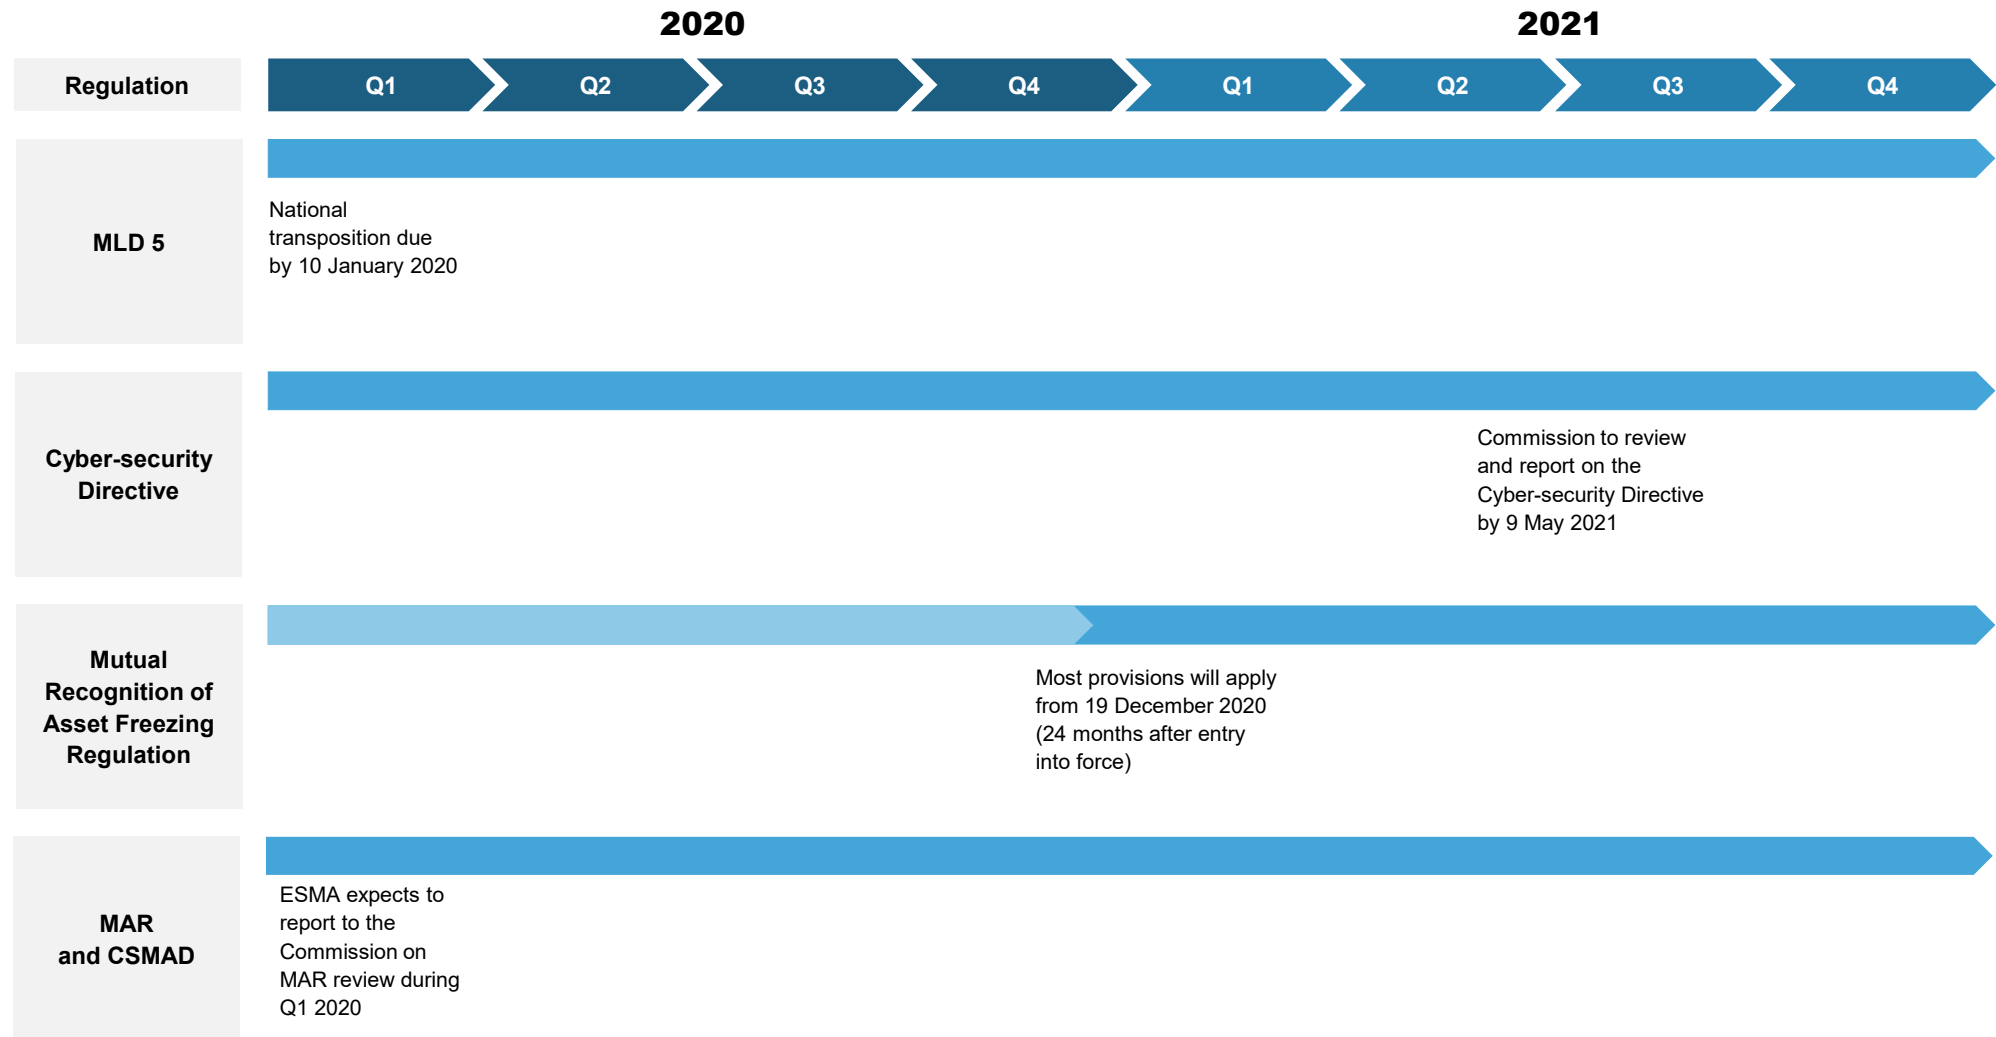 2020
2021
Regulation
Q1
Q2
Q3
Q4
Q1
Q2
Q3
Q4
MLD 5
National
transposition due
by 10 January 2020
Cyber-security
Directive
Commission to review
and report on the
Cyber-security Directive
by 9 May 2021
Mutual
Recognition of
Asset Freezing
Regulation
Most provisions will apply
from 19 December 2020
(24 months after entry
into force)
MAR
and CSMAD
ESMA expects to
report to the
Commission on
MAR review during
Q1 2020